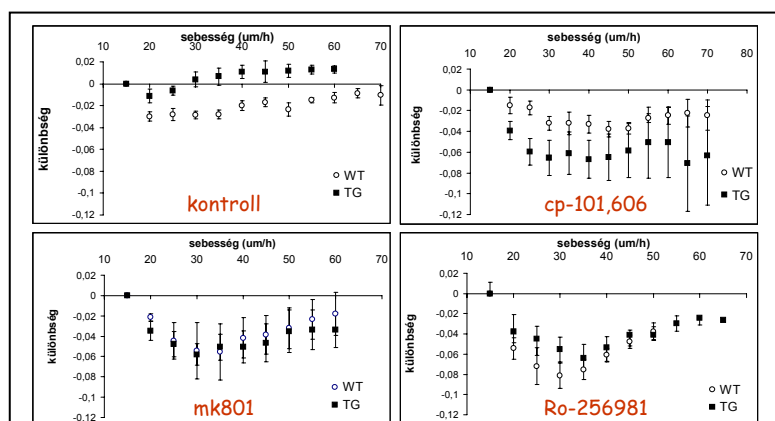 sebesség (um/h)
10 20 30 40 50 60 70
0,02
0
-0,02
-0,04
-0,06
-0,08
-0,1
-0,12
különbség
WT
TG
kontroll
sebesség (um/h)
10 20 30 40 50 60 70 80
0,02
0
-0,02
-0,04
-0,06
-0,08
-0,1
-0,12
különbség
WT
TG
cp-101,606
sebesség (um/h)
10 20 30 40 50 60 70
0,02
0
-0,02
-0,04
-0,06
-0,08
-0,1
-0,12
különbség
WT
TG
mk801
sebesség (um/h)
10 20 30 40 50 60 70
0,02
0
-0,02
-0,04
-0,06
-0,08
-0,1
-0,12
különbség
WT
TG
Ro-256981